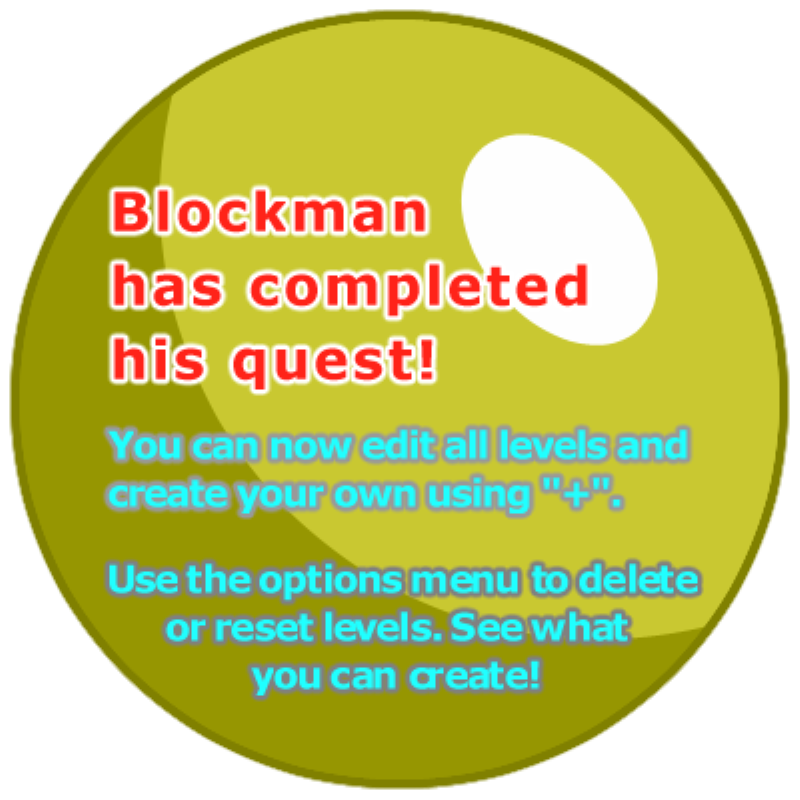 Blockman
has completed
his quest!
You can now edit all levels and
create your own using "+".
Use the options menu to delete
or reset levels. See what
you can create!